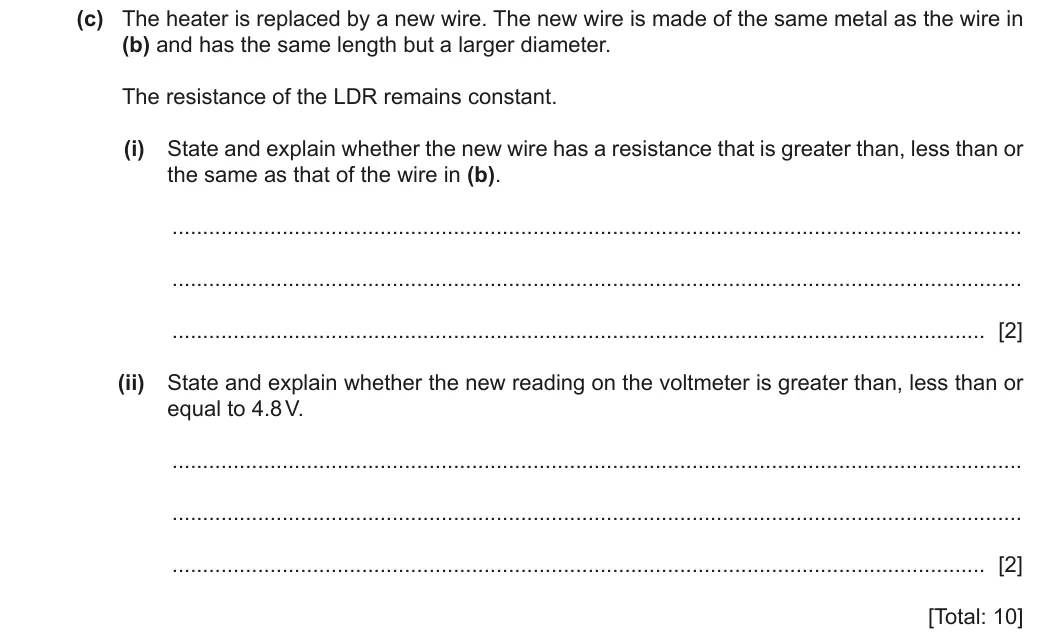 (c) The heater is replaced by a new wire. The new wire is made of the same metal as the wire in
(b) and has the same length but a larger diameter.
The resistance of the LDR remains constant.
(i) State and explain whether the new wire has a resistance that is greater than, less than or
the same as that of the wire in (b).
..........................................................................................................................................
..........................................................................................................................................
.................................................................................................................................... [2]
(ii) State and explain whether the new reading on the voltmeter is greater than, less than or
equal to 4.8 V.
..........................................................................................................................................
..........................................................................................................................................
.................................................................................................................................... [2]
[Total: 10]